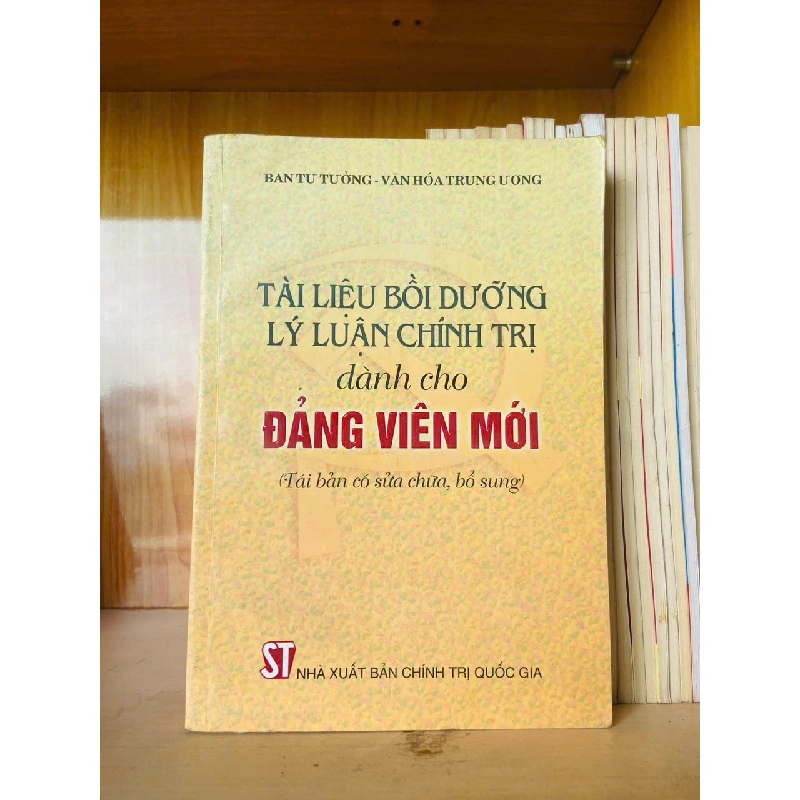 BAN TƯ TƯỞNG - VĂN HÓA TRUNG ƯƠNG
TÀI LIỆU BỒI DƯỠNG
LÝ LUẬN CHÍNH TRỊ
dành cho
ĐẢNG VIÊN MỚI
(Tái bản có sửa chữa, bổ sung)
ST NHÀ XUẤT BẢN CHÍNH TRỊ QUỐC GIA